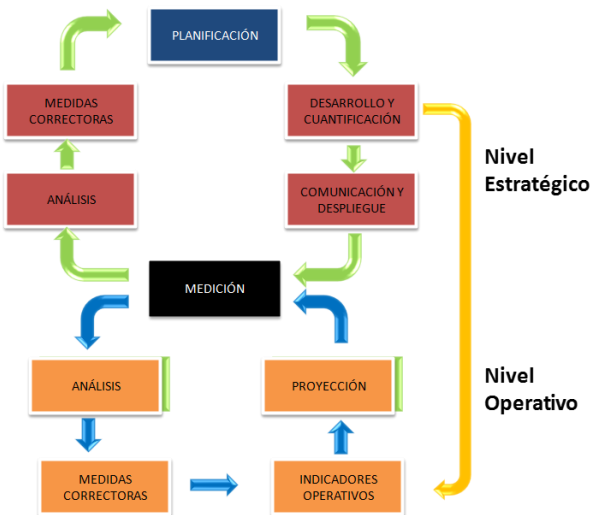 PLANIFICACIÓN
MEDIDAS
CORRECTORAS
DESARROLLO Y
CUANTIFICACIÓN
Nivel
Estratégico
ANÁLISIS
COMUNICACIÓN Y
DESPLIEGUE
MEDICIÓN
ANÁLISIS
PROYECCIÓN
Nivel
Operativo
MEDIDAS
CORRECTORAS
INDICADORES
OPERATIVOS